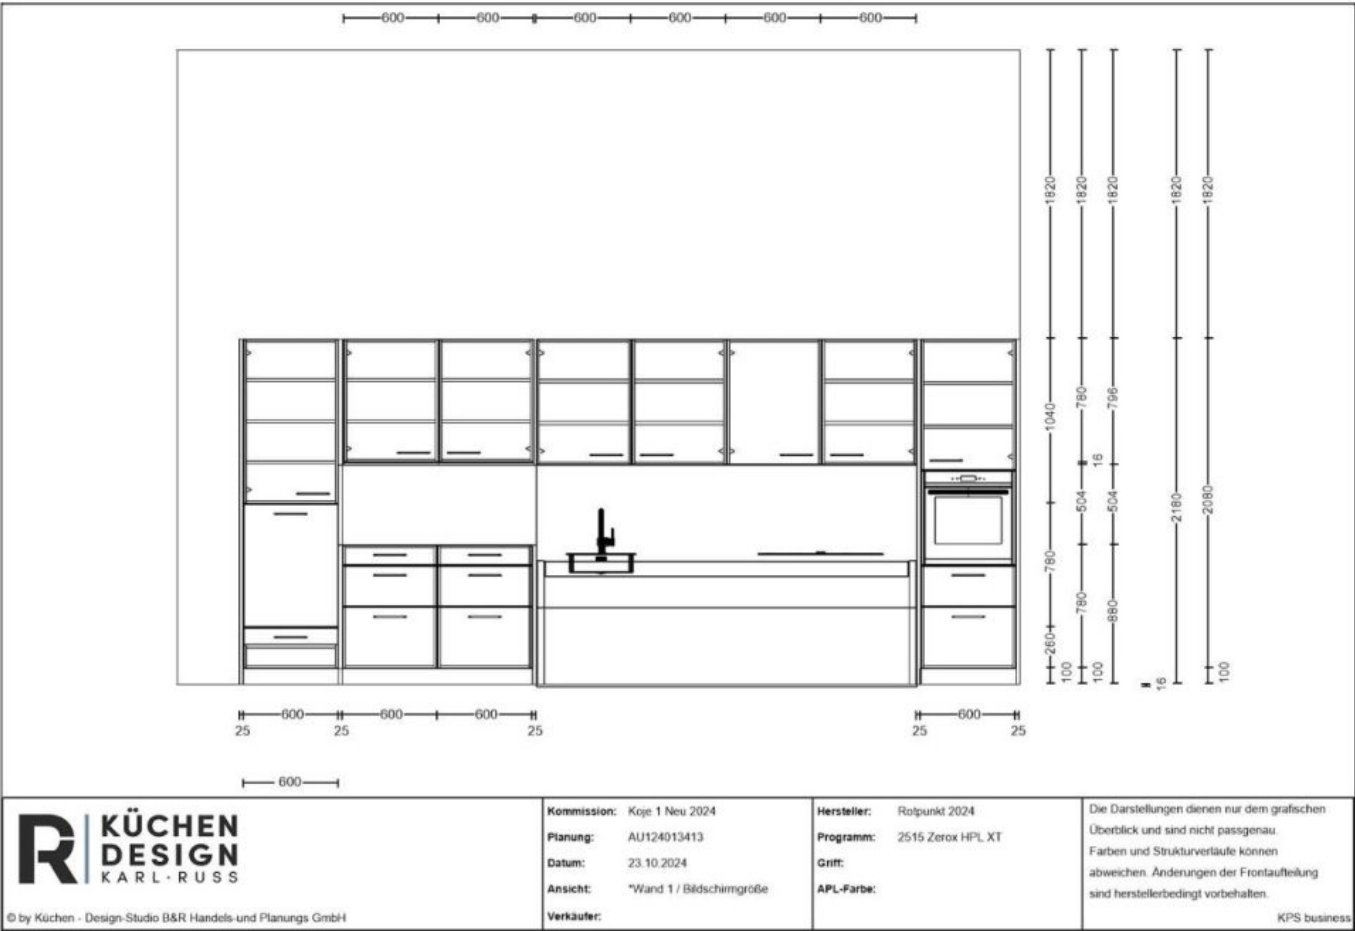 600 600 600 600 600 600
1820 1820 1820 1820 1820
1040 780 796
16
504 504
2180 2080
780 780 880
260
100 100 16 100
600 600 600 600
25 25 25 25 25
600
R KÜCHEN
DESIGN
KARL·RUSS
© by Küchen - Design-Studio B&R Handels-und Planungs GmbH
Kommission: Koje 1 Neu 2024
Planung: AU124013413
Datum: 23.10.2024
Ansicht: *Wand 1 / Bildschirmgröße
Verkäufer:
Hersteller: Rotpunkt 2024
Programm: 2515 Zerox HPL XT
Griff:
APL-Farbe:
Die Darstellungen dienen nur dem grafischen
Überblick und sind nicht passgenau.
Farben und Strukturverläufe können
abweichen. Änderungen der Frontaufteilung
sind herstellerbedingt vorbehalten.
KPS business